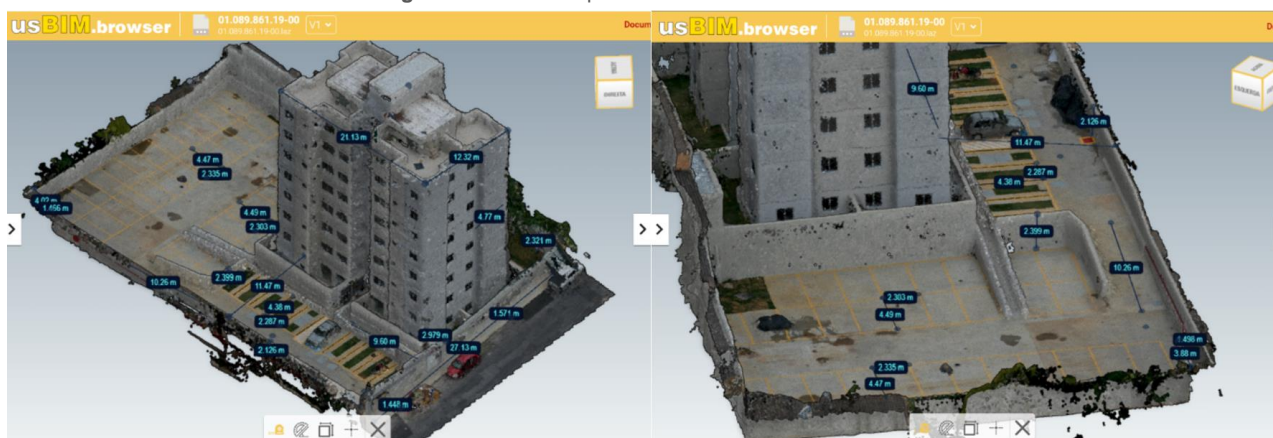 usBIM.browser
01.089.861.19-00
01.089.861.19-00.laz
V1
Docum
DIREITA
21.13 m
12.32 m
4.47 m
2.335 m
4.49 m
2.303 m
4.77 m
2.321 m
10.26 m
2.399 m
11.47 m
4.38 m
2.287 m
2.126 m
9.60 m
2.979 m
27.13 m
1.571 m
1.448 m
usBIM.browser
01.089.861.19-00
01.089.861.19-00.laz
V1
D
ESQUERDA
9.60 m
2.126 m
11.47 m
2.287 m
4.38 m
2.399 m
10.26 m
2.303 m
4.49 m
3.88 m
2.335 m
4.47 m